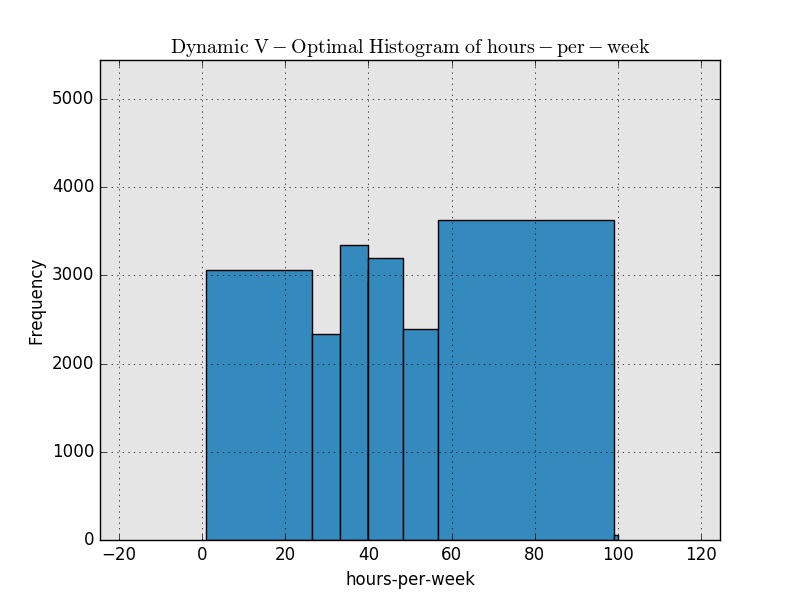 Dynamic V − Optimal Histogram of hours − per − week
5000
4000
3000
2000
1000
0
Frequency
−20 0 20 40 60 80 100 120
hours-per-week